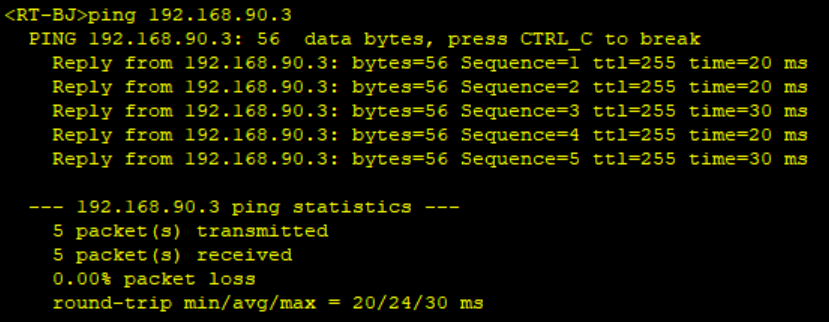 <RT-BJ>ping 192.168.90.3
PING 192.168.90.3: 56  data bytes, press CTRL_C to break
Reply from 192.168.90.3: bytes=56 Sequence=1 ttl=255 time=20 ms
Reply from 192.168.90.3: bytes=56 Sequence=2 ttl=255 time=20 ms
Reply from 192.168.90.3: bytes=56 Sequence=3 ttl=255 time=30 ms
Reply from 192.168.90.3: bytes=56 Sequence=4 ttl=255 time=20 ms
Reply from 192.168.90.3: bytes=56 Sequence=5 ttl=255 time=30 ms
--- 192.168.90.3 ping statistics ---
5 packet(s) transmitted
5 packet(s) received
0.00% packet loss
round-trip min/avg/max = 20/24/30 ms